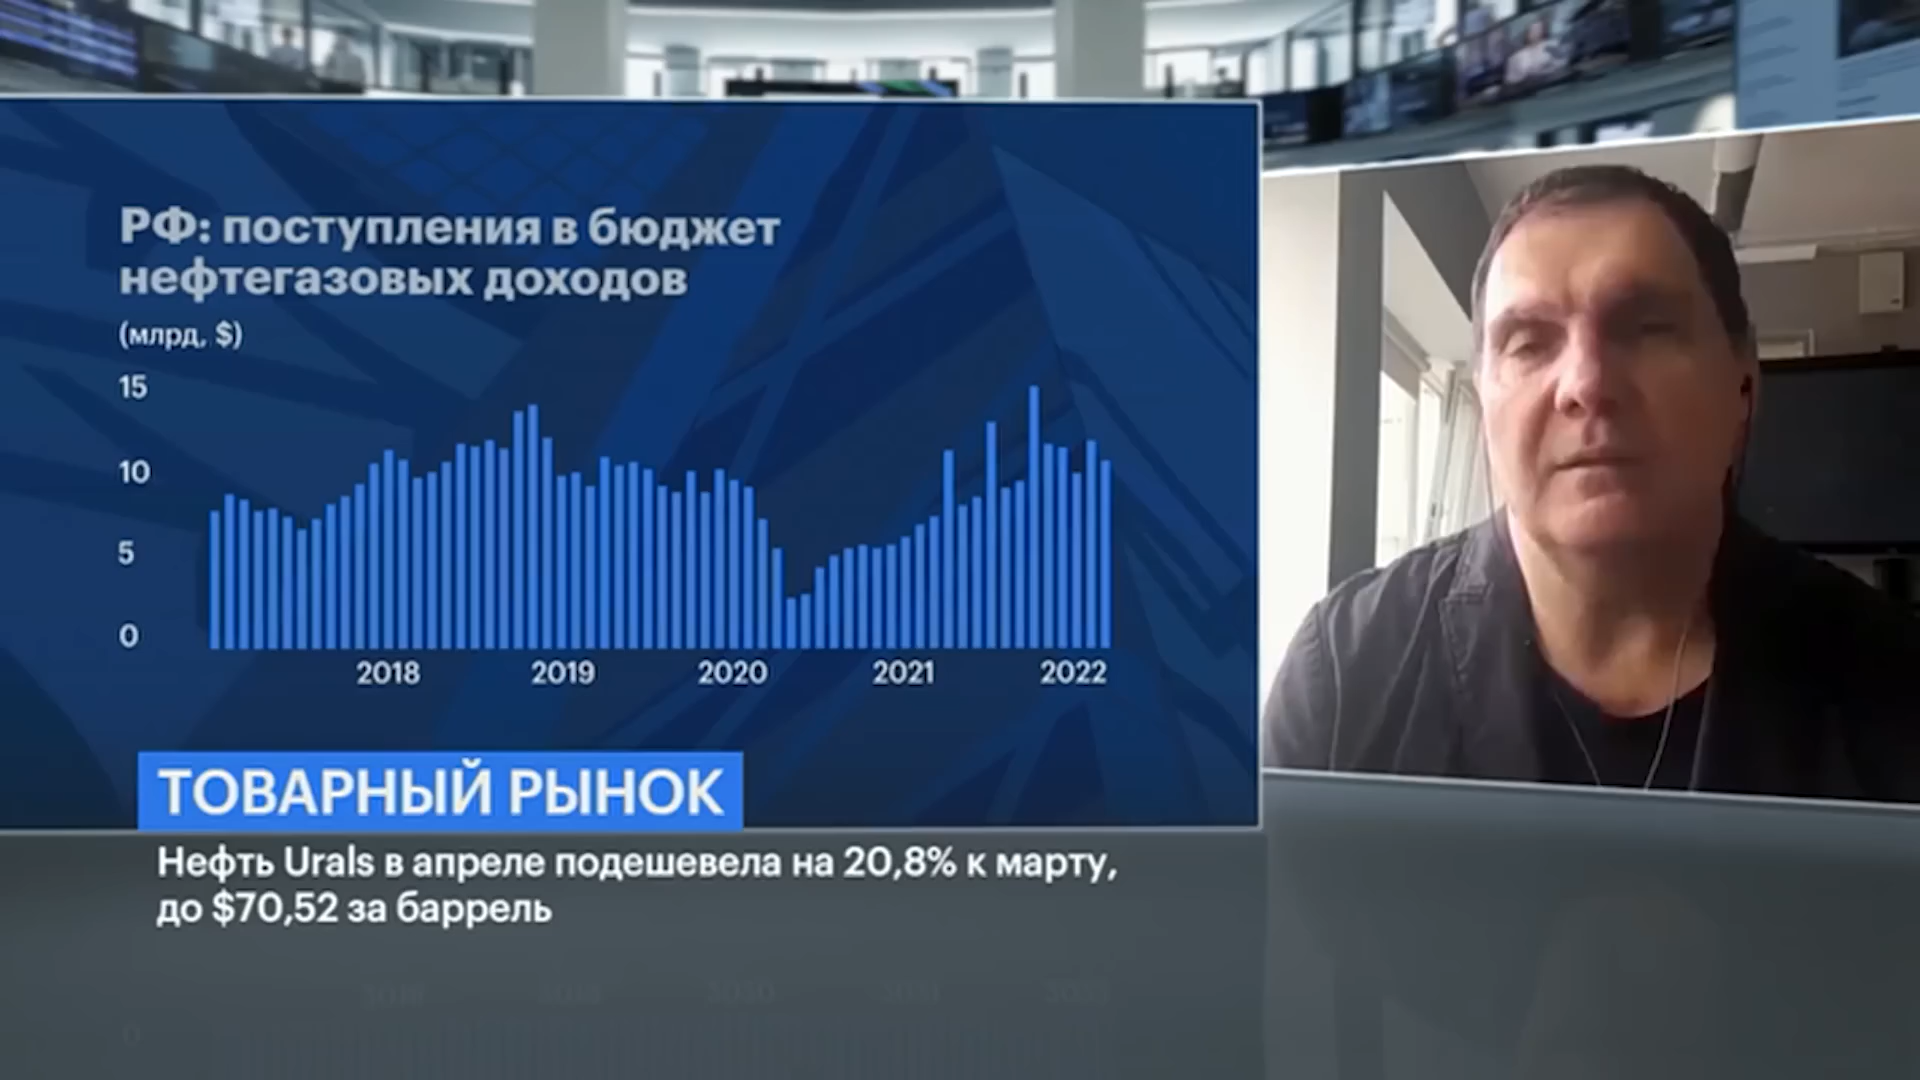 РФ: поступления в бюджет
нефтегазовых доходов
(млрд, $)
15
10
5
0
2018
2019
2020
2021
2022
ТОВАРНЫЙ РЫНОК
Нефть Urals в апреле подешевела на 20,8% к марту,
до $70,52 за баррель